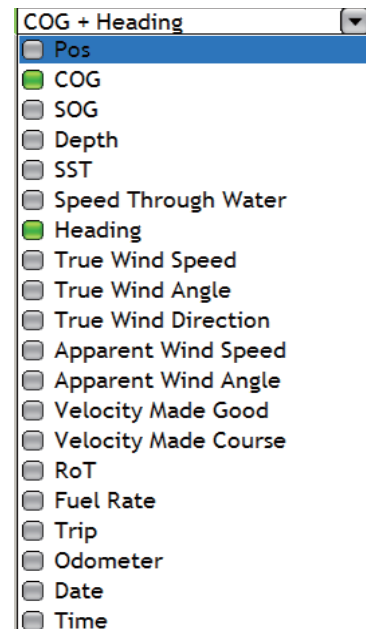 COG + Heading
Pos
COG
SOG
Depth
SST
Speed Through Water
Heading
True Wind Speed
True Wind Angle
True Wind Direction
Apparent Wind Speed
Apparent Wind Angle
Velocity Made Good
Velocity Made Course
RoT
Fuel Rate
Trip
Odometer
Date
Time